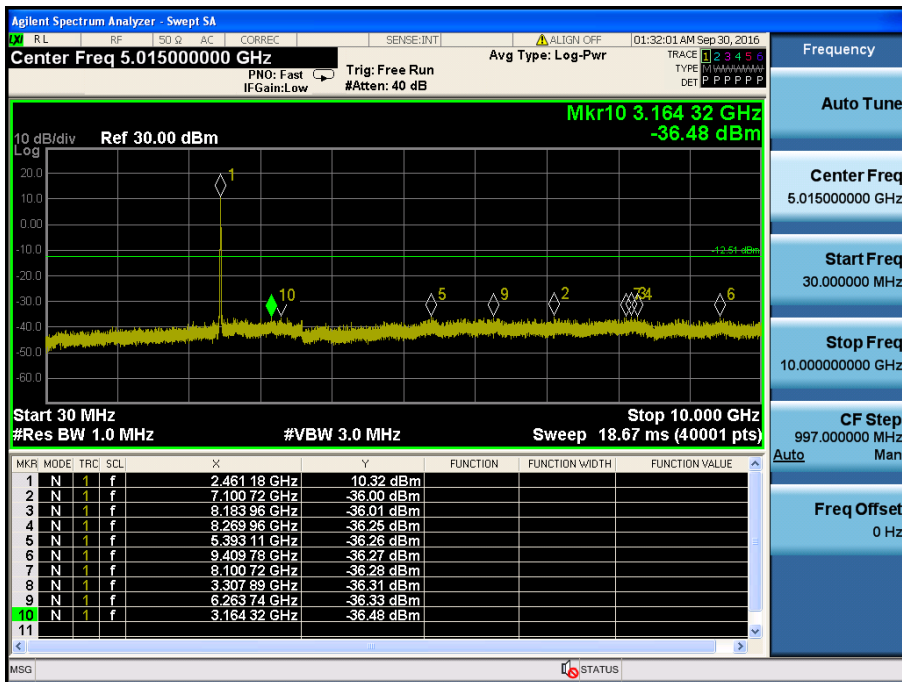 Agilent Spectrum Analyzer - Swept SA
LXI RL RF 50 Ω AC CORREC SENSE:INT ALIGN OFF 01:32:01 AM Sep 30, 2016
Center Freq 5.015000000 GHz
PNO: Fast
IFGain:Low
Trig: Free Run
#Atten: 40 dB
Avg Type: Log-Pwr
TRACE 1 2 3 4 5 6
TYPE MWWWWW
DET P P P P P P
Mkr10 3.164 32 GHz
-36.48 dBm
10 dB/div Ref 30.00 dBm
Log
20.0
10.0
0.00
-10.0
-20.0
-30.0
-40.0
-50.0
-60.0
-12.51 dBm
1
10
5
9
2
7
3
4
6
Start 30 MHz
Stop 10.000 GHz
#Res BW 1.0 MHz
#VBW 3.0 MHz
Sweep 18.67 ms (40001 pts)
MKR MODE TRC SCL X Y FUNCTION FUNCTION WIDTH FUNCTION VALUE
1 N 1 f 2.461 18 GHz 10.32 dBm
2 N 1 f 7.100 72 GHz -36.00 dBm
3 N 1 f 8.183 96 GHz -36.01 dBm
4 N 1 f 8.269 96 GHz -36.25 dBm
5 N 1 f 5.393 11 GHz -36.26 dBm
6 N 1 f 9.409 78 GHz -36.27 dBm
7 N 1 f 8.100 72 GHz -36.28 dBm
8 N 1 f 3.307 89 GHz -36.31 dBm
9 N 1 f 6.263 74 GHz -36.33 dBm
10 N 1 f 3.164 32 GHz -36.48 dBm
11
MSG
STATUS
Frequency
Auto Tune
Center Freq
5.015000000 GHz
Start Freq
30.000000 MHz
Stop Freq
10.000000000 GHz
CF Step
997.000000 MHz
Auto Man
Freq Offset
0 Hz